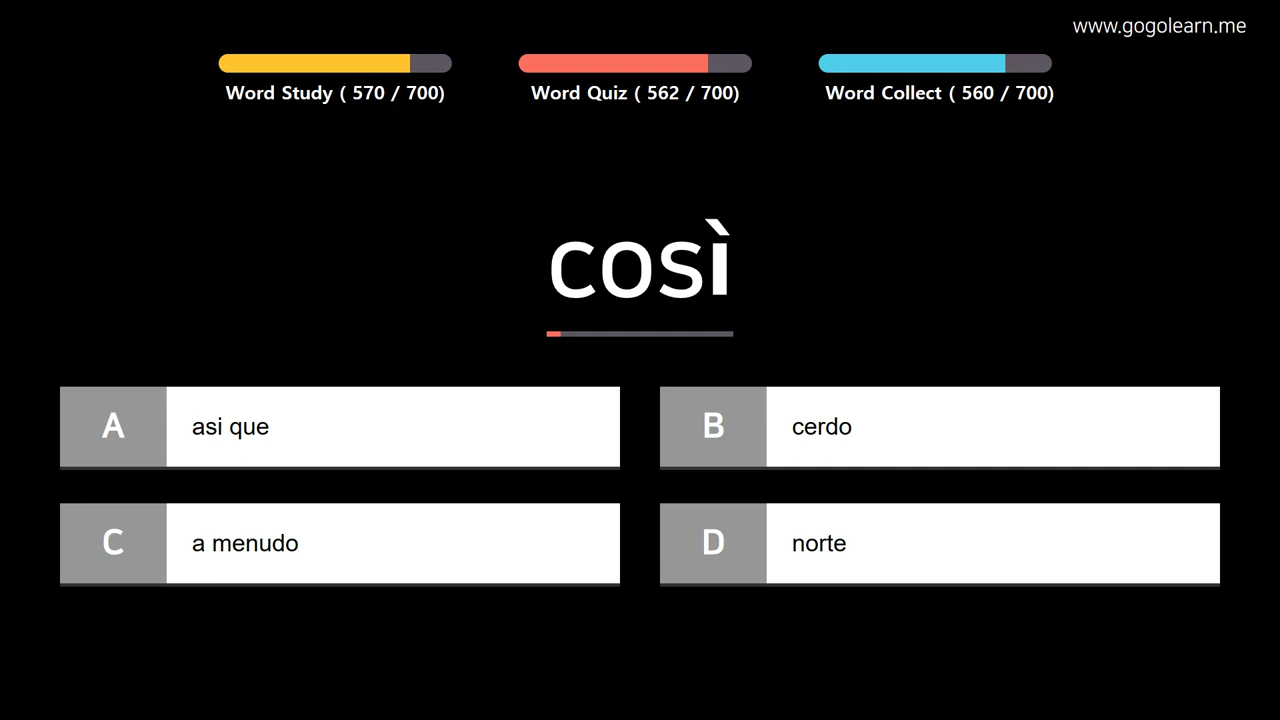 www.gogolearn.me
Word Study ( 570 / 700)
Word Quiz ( 562 / 700)
Word Collect ( 560 / 700)
così
A asi que
B cerdo
C a menudo
D norte